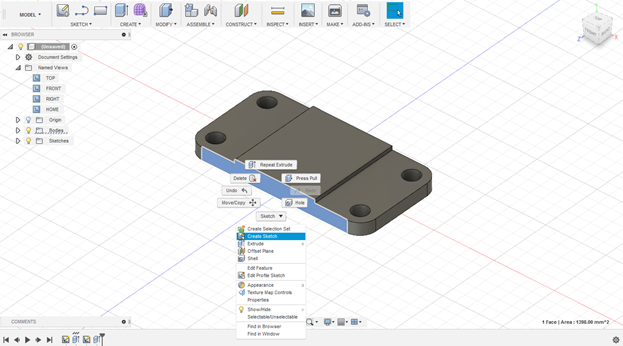 MODEL
SKETCH
CREATE
MODIFY
ASSEMBLE
CONSTRUCT
INSPECT
INSERT
MAKE
ADD-INS
SELECT
BROWSER
(Unsaved)
Document Settings
Named Views
TOP
FRONT
RIGHT
HOME
Origin
Bodies
Sketches
TOP
Z
X
Repeat Extrude
Delete
Press Pull
Undo
Move/Copy
Hole
Sketch
Create Selection Set
Create Sketch
Extrude
Offset Plane
Shell
Edit Feature
Edit Profile Sketch
Appearance
Texture Map Controls
Properties
Show/Hide
Selectable/Unselectable
Find in Browser
Find in Window
COMMENTS
1 Face | Area : 1398.00 mm^2